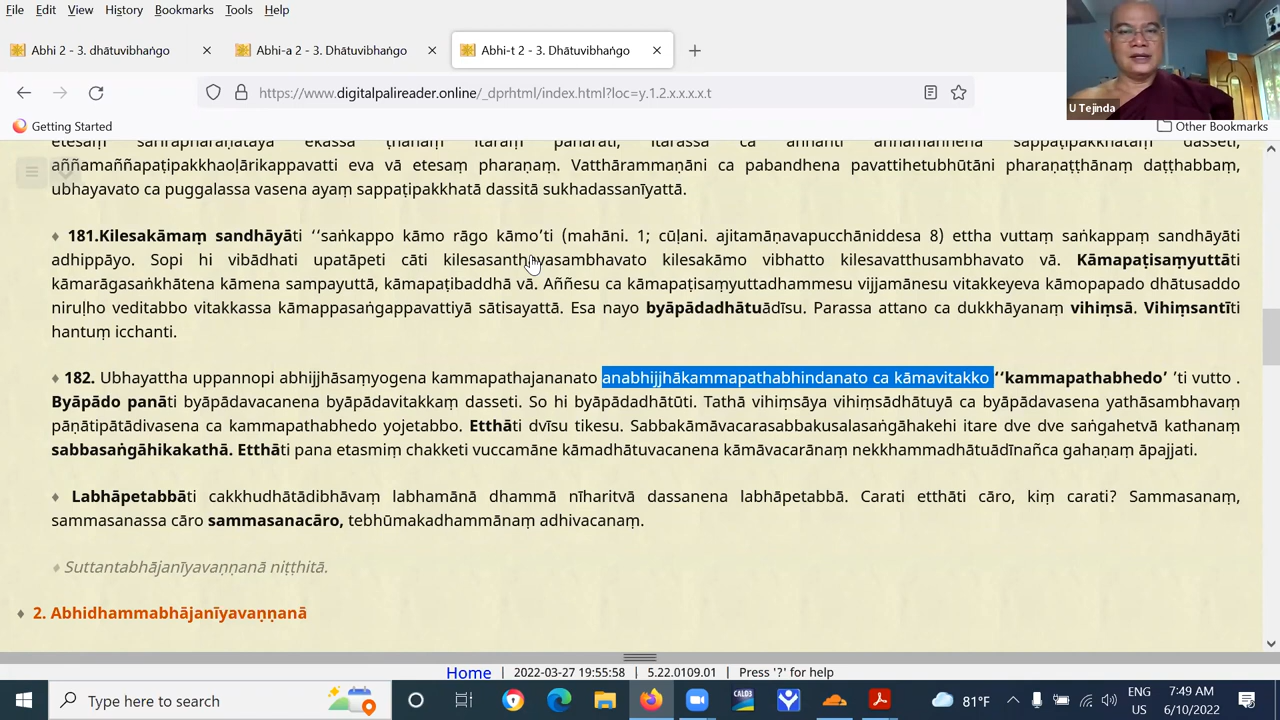 File Edit View History Bookmarks Tools Help
Abhi 2 - 3. dhātuvibhaṅgo
Abhi-a 2 - 3. Dhātuvibhaṅgo
Abhi-t 2 - 3. Dhātuvibhaṅgo
https://www.digitalpalireader.online/_dprhtml/index.html?loc=y.1.2.x.x.x.x.t
Getting Started
Other Bookmarks
U Tejinda
etesaṃ ekassa itaraṃ itarassa ca dasseti,
aññamaññapaṭipakkhaoḷārikappavatti eva vā etesaṃ pharaṇaṃ. Vatthārammaṇāni ca pabandhena pavattihetubhūtāni pharaṇaṭṭhānaṃ daṭṭhabbaṃ,
ubhayavato ca puggalassa vasena ayaṃ sappaṭipakkhatā dassitā sukhadassanīyattā.
♦ 181.Kilesakāmaṃ sandhāyāti ‘‘saṅkappo kāmo rāgo kāmo’ti (mahāni. 1; cūḷani. ajitamāṇavapucchāniddesa 8) ettha vuttaṃ saṅkappaṃ sandhāyāti
adhippāyo. Sopi hi vibādhati upatāpeti cāti kilesasanthavasambhavato kilesakāmo vibhatto kilesavatthusambhavato vā. Kāmapaṭisaṃyuttāti
kāmarāgasaṅkhātena kāmena sampayuttā, kāmapaṭibaddhā vā. Aññesu ca kāmapaṭisaṃyuttadhammesu vijjamānesu vitakkeyeva kāmopapado dhātusaddo
niruḷho veditabbo vitakkassa kāmappasaṅgappavattiyā sātisayattā. Esa nayo byāpādadhātuādīsu. Parassa attano ca dukkhāyanaṃ vihiṃsā. Vihiṃsantīti
hantuṃ icchanti.
♦ 182. Ubhayattha uppannopi abhijjhāsaṃyogena kammapathajananato anabhijjhākammapathabhindanato ca kāmavitakko ‘‘kammapathabhedo’ ’ti vutto .
Byāpādo panāti byāpādavacanena byāpādavitakkaṃ dasseti. So hi byāpādadhātūti. Tathā vihiṃsāya vihiṃsādhātuyā ca byāpādavasena yathāsambhavaṃ
pāṇātipātādivasena ca kammapathabhedo yojetabbo. Etthāti dvīsu tikesu. Sabbakāmāvacarasabbakusalasaṅgāhakehi itare dve dve saṅgahetvā kathanaṃ
sabbasaṅgāhikakathā. Etthāti pana etasmiṃ chakketi vuccamāne kāmadhātuvacanena kāmāvacarānaṃ nekkhammadhātuādīnañca gahaṇaṃ āpajjati.
♦ Labhāpetabbāti cakkhudhātādibhāvaṃ labhamānā dhammā nīharitvā dassanena labhāpetabbā. Carati etthāti cāro, kiṃ carati? Sammasanaṃ,
sammasanassa cāro sammasanacāro, tebhūmakadhammānaṃ adhivacanaṃ.
♦ Suttantabhājanīyavaṇṇanā niṭṭhitā.
♦ 2. Abhidhammabhājanīyavaṇṇanā
Home | 2022-03-27 19:55:58 | 5.22.0109.01 | Press '?' for help
Type here to search
CALD3
81°F
ENG
US
7:49 AM
6/10/2022